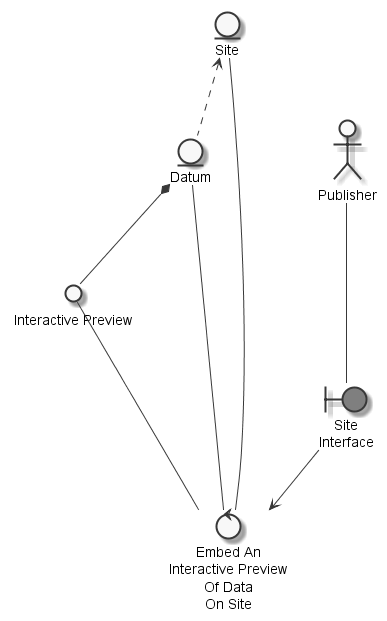 Site
Datum
Publisher
Interactive Preview
Site
Interface
Embed An
Interactive Preview
Of Data
On Site